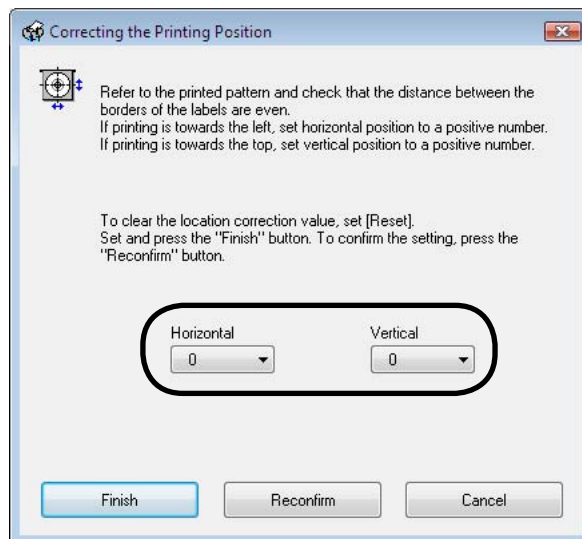 Correcting the Printing Position
Refer to the printed pattern and check that the distance between the
borders of the labels are even.
If printing is towards the left, set horizontal position to a positive number.
If printing is towards the top, set vertical position to a positive number.
To clear the location correction value, set [Reset].
Set and press the "Finish" button. To confirm the setting, press the
"Reconfirm" button.
Horizontal Vertical
0 0
Finish Reconfirm Cancel